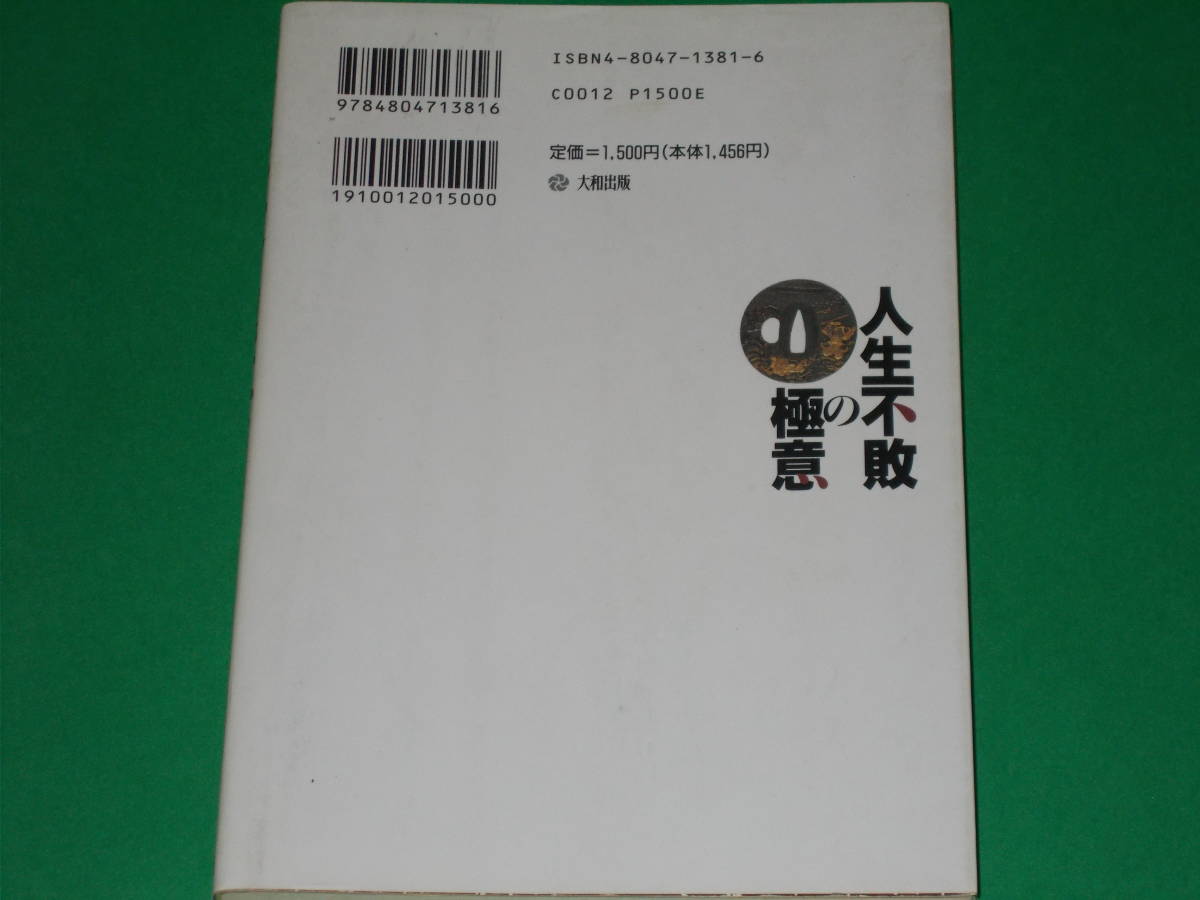 ISBN4-8047-1381-6
9784804713816
C0012 P1500E
定価=1,500円(本体1,456円)
大和出版
1910012015000
人生不敗
の
極意